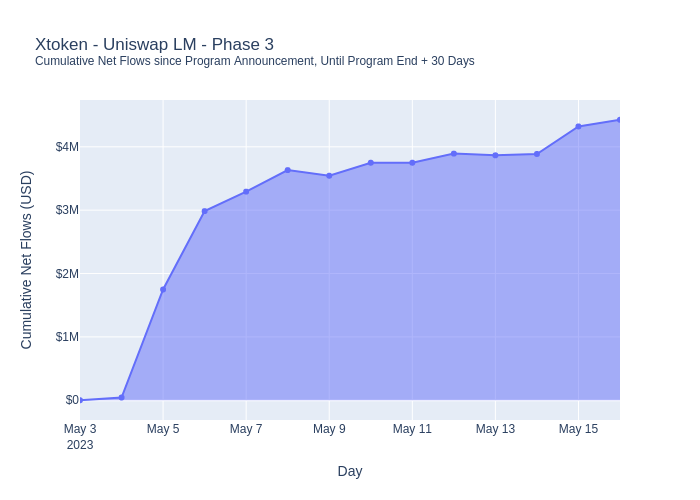 Xtoken - Uniswap LM - Phase 3
Cumulative Net Flows since Program Announcement, Until Program End + 30 Days
Cumulative Net Flows (USD)
$4M
$3M
$2M
$1M
$0
May 3
2023
May 5
May 7
May 9
May 11
May 13
May 15
Day